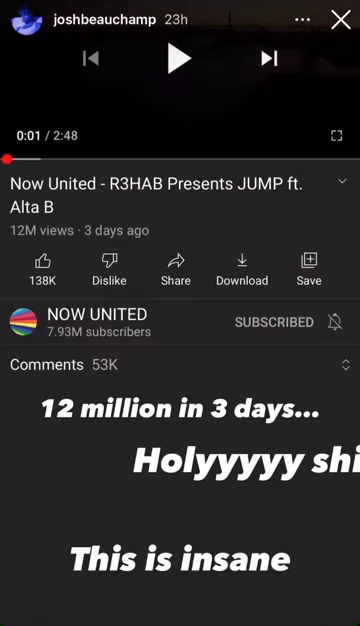 joshbeauchamp 23h
0:01 / 2:48
Now United - R3HAB Presents JUMP ft.
Alta B
12M views · 3 days ago
138K Dislike Share Download Save
NOW UNITED
7.93M subscribers
SUBSCRIBED
Comments 53K
12 million in 3 days...
Holyyyyy shi
This is insane